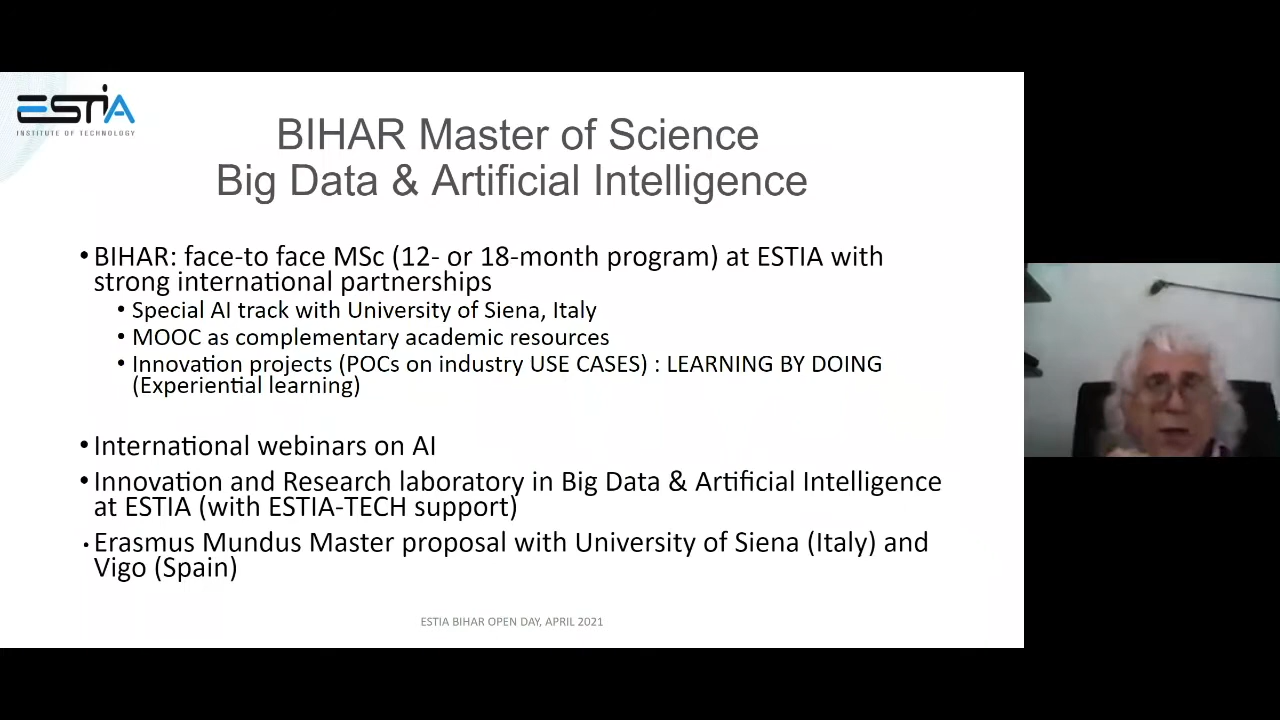 ESTIA
INSTITUTE OF TECHNOLOGY
BIHAR Master of Science
Big Data & Artificial Intelligence
• BIHAR: face-to face MSc (12- or 18-month program) at ESTIA with
strong international partnerships
• Special AI track with University of Siena, Italy
• MOOC as complementary academic resources
• Innovation projects (POCs on industry USE CASES) : LEARNING BY DOING
(Experiential learning)
• International webinars on AI
• Innovation and Research laboratory in Big Data & Artificial Intelligence
at ESTIA (with ESTIA-TECH support)
• Erasmus Mundus Master proposal with University of Siena (Italy) and
Vigo (Spain)
ESTIA BIHAR OPEN DAY, APRIL 2021